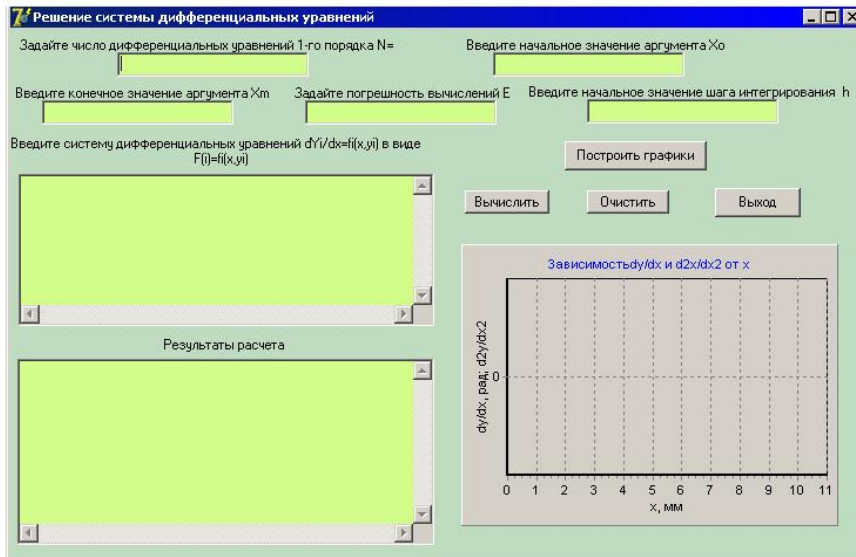 Решение системы дифференциальных уравнений
Задайте число дифференциальных уравнений 1-го порядка N=
Введите начальное значение аргумента Xo
Введите конечное значение аргумента Xm
Задайте погрешность вычислений E
Введите начальное значение шага интегрирования h
Введите систему дифференциальных уравнений dYi/dx=fi(x,yi) в виде
F(i)=fi(x,yi)
Построить графики
Вычислить
Очистить
Выход
Результаты расчета
Зависимостьdy/dx и d2x/dx2 от x
dy/dx, рад; d2y/dx2
0
0 1 2 3 4 5 6 7 8 9 10 11
x, мм